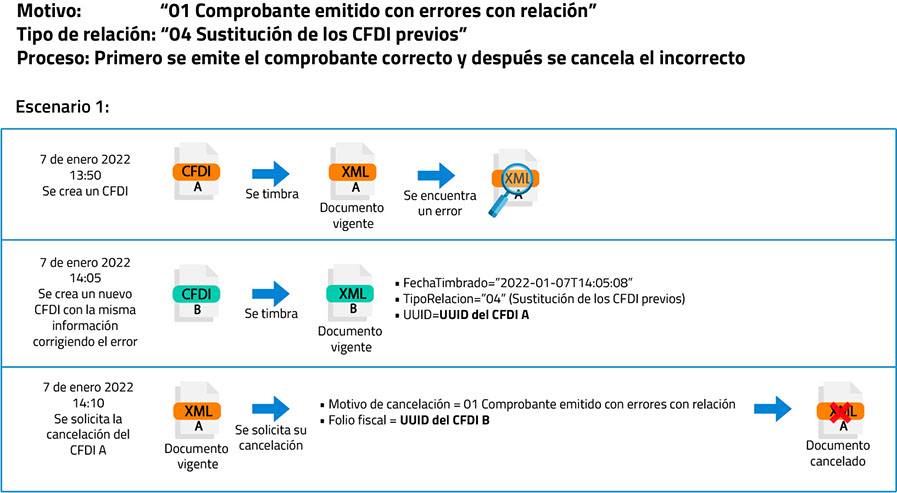 Motivo: “01 Comprobante emitido con errores con relación”
Tipo de relación: “04 Sustitución de los CFDI previos”
Proceso: Primero se emite el comprobante correcto y después se cancela el incorrecto
Escenario 1:
7 de enero 2022
13:50
Se crea un CFDI
CFDI
A
Se timbra
XML
A
Documento
vigente
Se encuentra
un error
XML
A
7 de enero 2022
14:05
Se crea un nuevo
CFDI con la misma
información
corrigiendo el error
CFDI
B
Se timbra
XML
B
Documento
vigente
▪ FechaTimbrado=”2022-01-07T14:05:08”
▪ TipoRelacion=”04” (Sustitución de los CFDI previos)
▪ UUID=UUID del CFDI A
7 de enero 2022
14:10
Se solicita la
cancelación del
CFDI A
XML
A
Documento
vigente
Se solicita su
cancelación
▪ Motivo de cancelación = 01 Comprobante emitido con errores con relación
▪ Folio fiscal = UUID del CFDI B
XML
A
Documento
cancelado